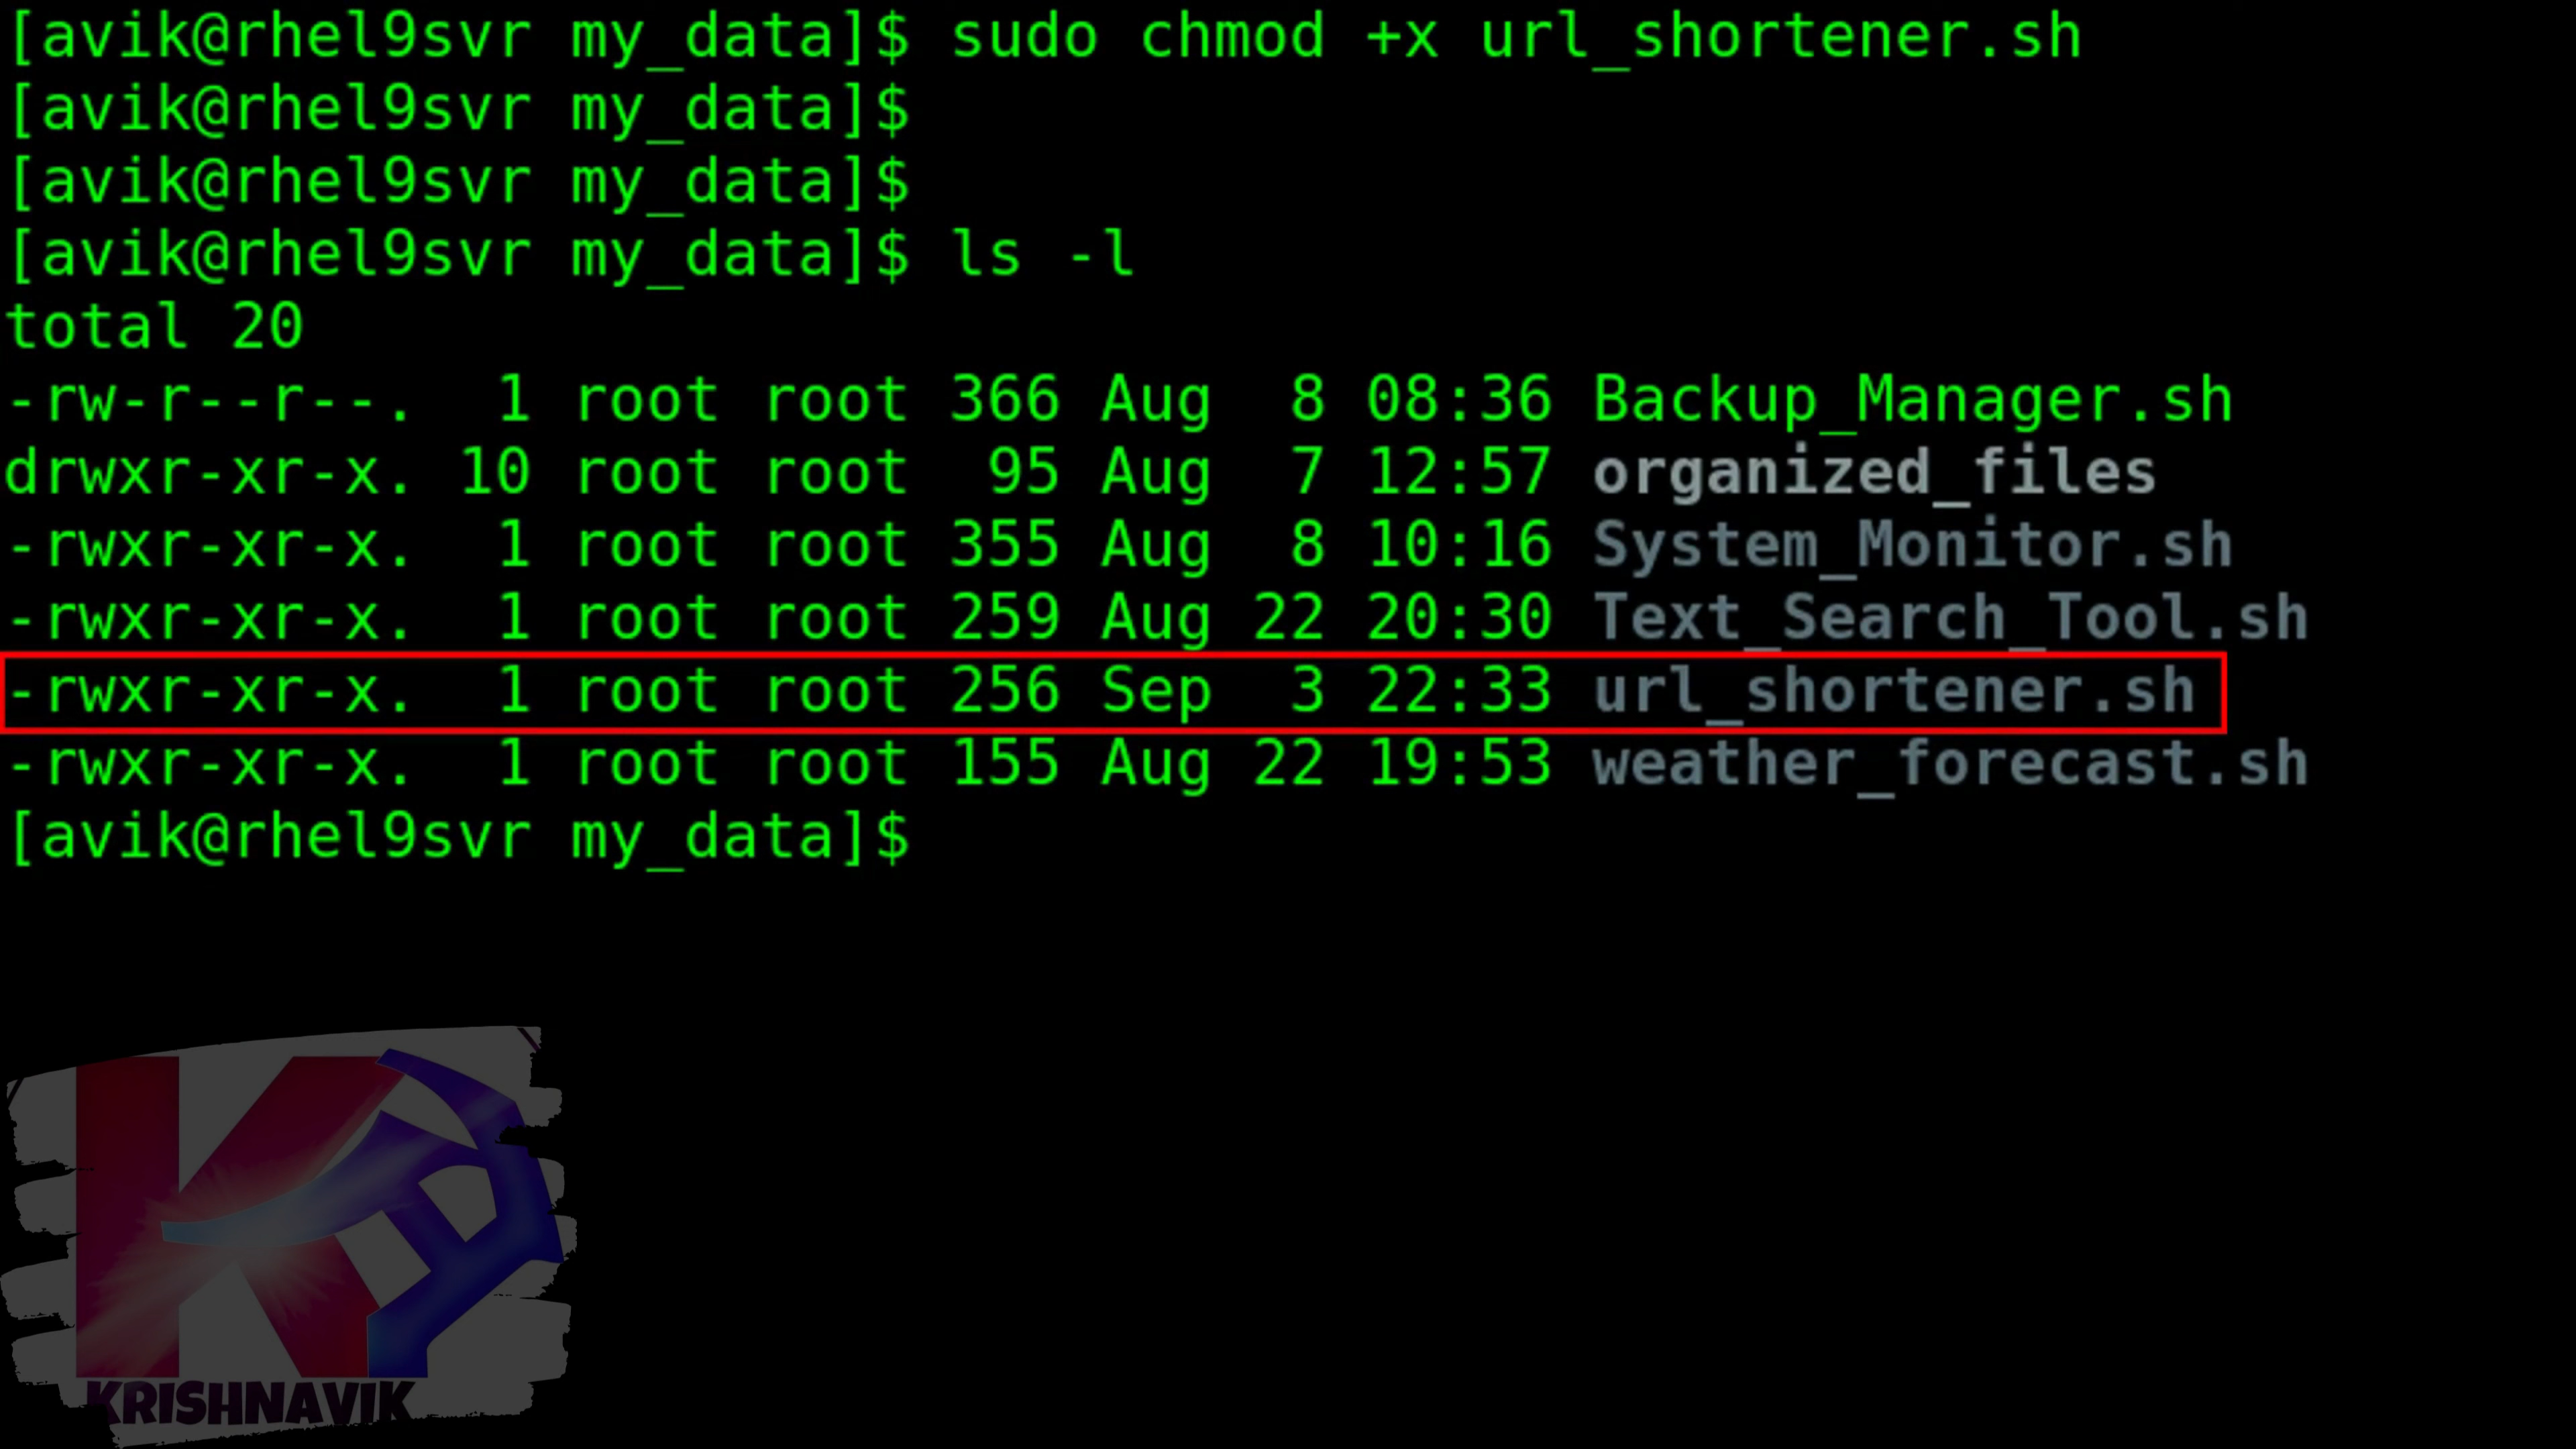 [avik@rhel9svr my_data]$ sudo chmod +x url_shortener.sh
[avik@rhel9svr my_data]$
[avik@rhel9svr my_data]$
[avik@rhel9svr my_data]$ ls -l
total 20
-rw-r--r--.  1 root root 366 Aug  8 08:36 Backup_Manager.sh
drwxr-xr-x. 10 root root  95 Aug  7 12:57 organized_files
-rwxr-xr-x.  1 root root 355 Aug  8 10:16 System_Monitor.sh
-rwxr-xr-x.  1 root root 259 Aug 22 20:30 Text_Search_Tool.sh
-rwxr-xr-x.  1 root root 256 Sep  3 22:33 url_shortener.sh
-rwxr-xr-x.  1 root root 155 Aug 22 19:53 weather_forecast.sh
[avik@rhel9svr my_data]$
KRISHNAVIK